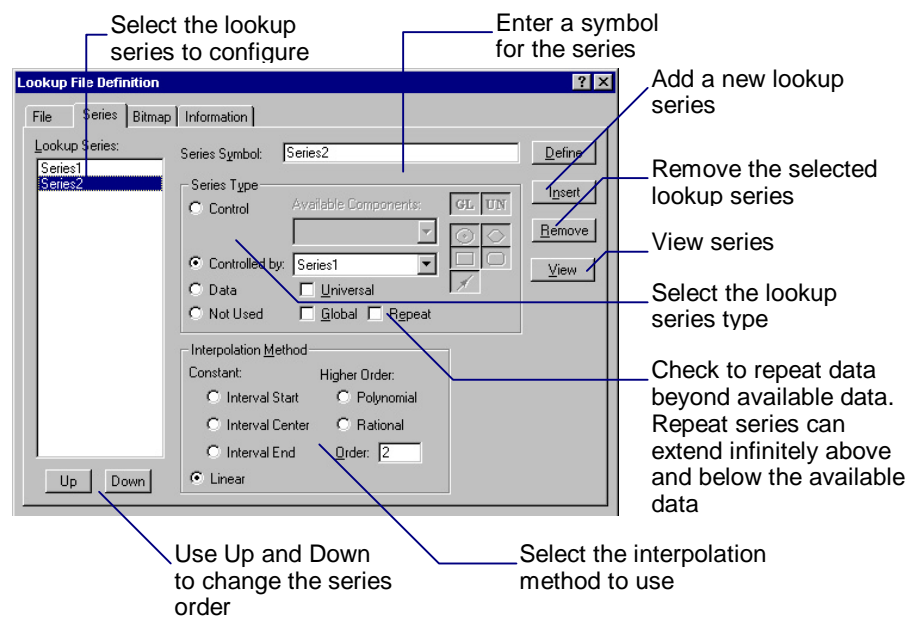 Select the lookup
series to configure
Enter a symbol
for the series
Lookup File Definition
File Series Bitmap Information
Lookup Series:
Series1
Series2
Series Symbol: Series2
Define
Insert
Remove
View
Series Type
Control
Available Components:
GL UN
Controlled by: Series1
Data
Universal
Not Used
Global
Repeat
Interpolation Method
Constant:
Higher Order:
Interval Start
Polynomial
Interval Center
Rational
Interval End
Order: 2
Linear
Up Down
Add a new lookup
series
Remove the selected
lookup series
View series
Select the lookup
series type
Check to repeat data
beyond available data.
Repeat series can
extend infinitely above
and below the available
data
Use Up and Down
to change the series
order
Select the interpolation
method to use